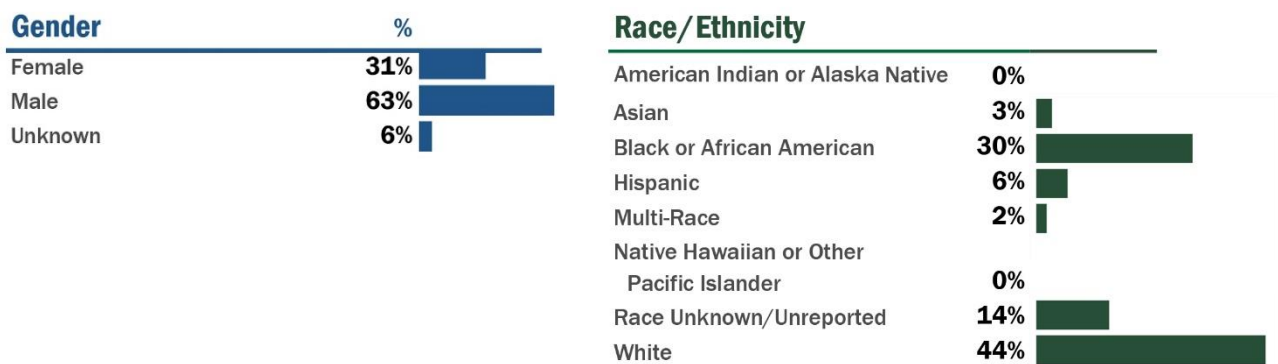 Gender %
Female 31%
Male 63%
Unknown 6%
Race/Ethnicity
American Indian or Alaska Native 0%
Asian 3%
Black or African American 30%
Hispanic 6%
Multi-Race 2%
Native Hawaiian or Other
Pacific Islander 0%
Race Unknown/Unreported 14%
White 44%